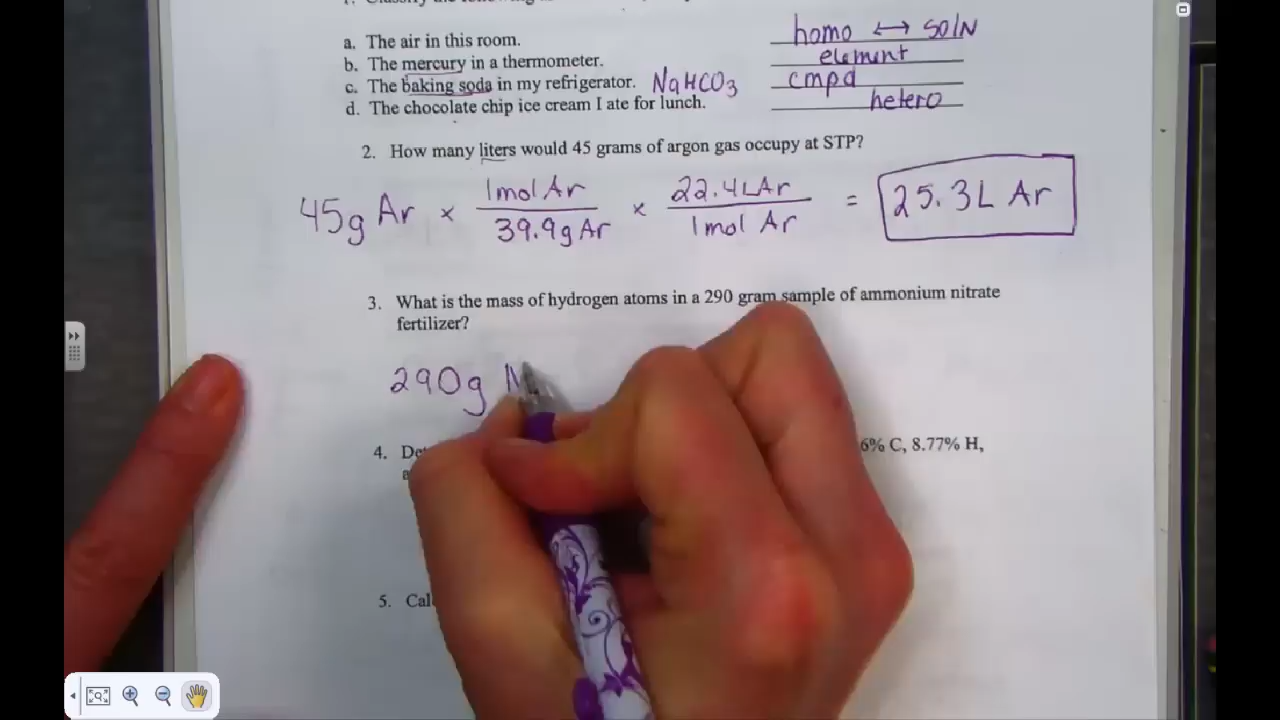 a. The air in this room. homo ↔ soln
b. The mercury in a thermometer. element
c. The baking soda in my refrigerator. NaHCO3 cmpd
d. The chocolate chip ice cream I ate for lunch. hetero
2. How many liters would 45 grams of argon gas occupy at STP?
45g Ar × 1mol Ar / 39.9g Ar × 22.4L Ar / 1mol Ar = 25.3L Ar
3. What is the mass of hydrogen atoms in a 290 gram sample of ammonium nitrate
fertilizer?
290g N
4. 6% C, 8.77% H,
5.